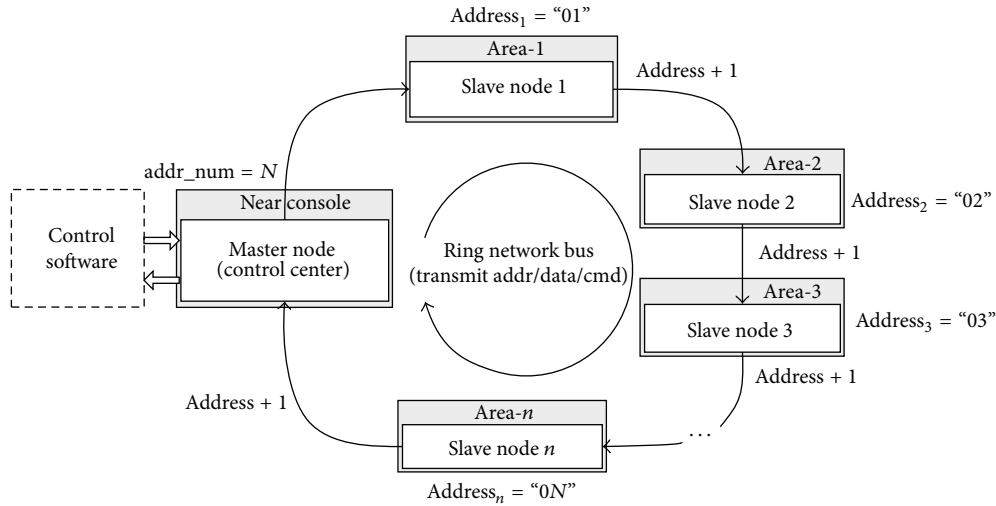 Address₁ = “01”
Area-1
Slave node 1
Address + 1
Area-2
Slave node 2
Address₂ = “02”
Address + 1
Area-3
Slave node 3
Address₃ = “03”
Address + 1
...
Area-n
Slave node n
Addressₙ = “0N”
Address + 1
addr_num = N
Near console
Master node
(control center)
Control
software
Ring network bus
(transmit addr/data/cmd)